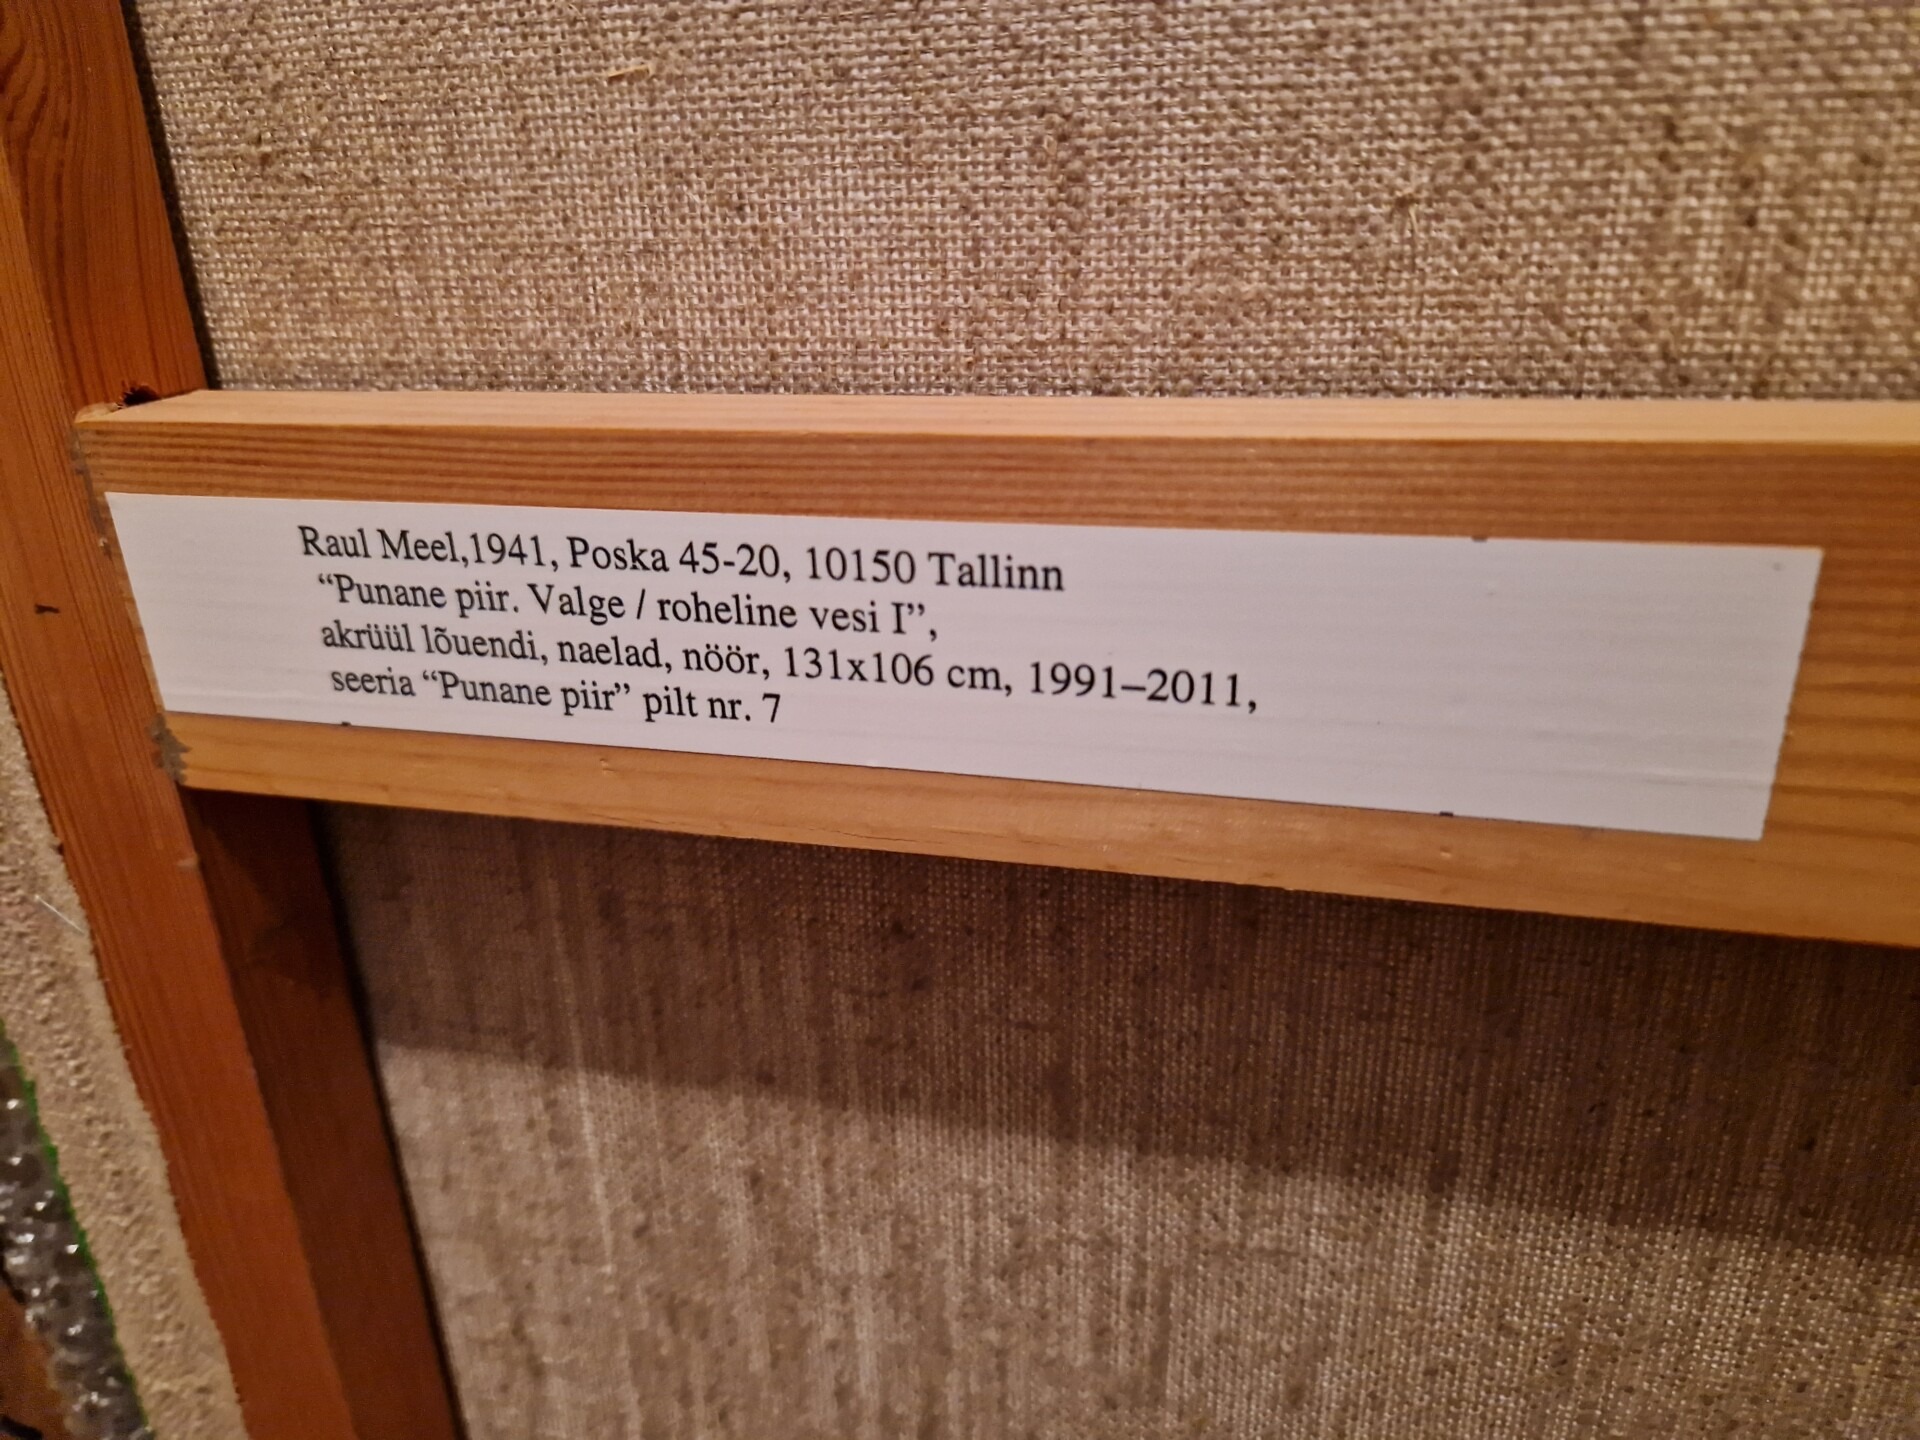 Raul Meel,1941, Poska 45-20, 10150 Tallinn
“Punane piir. Valge / roheline vesi I”,
akrüül lõuendi, naelad, nöör, 131x106 cm, 1991–2011,
seeria “Punane piir” pilt nr. 7